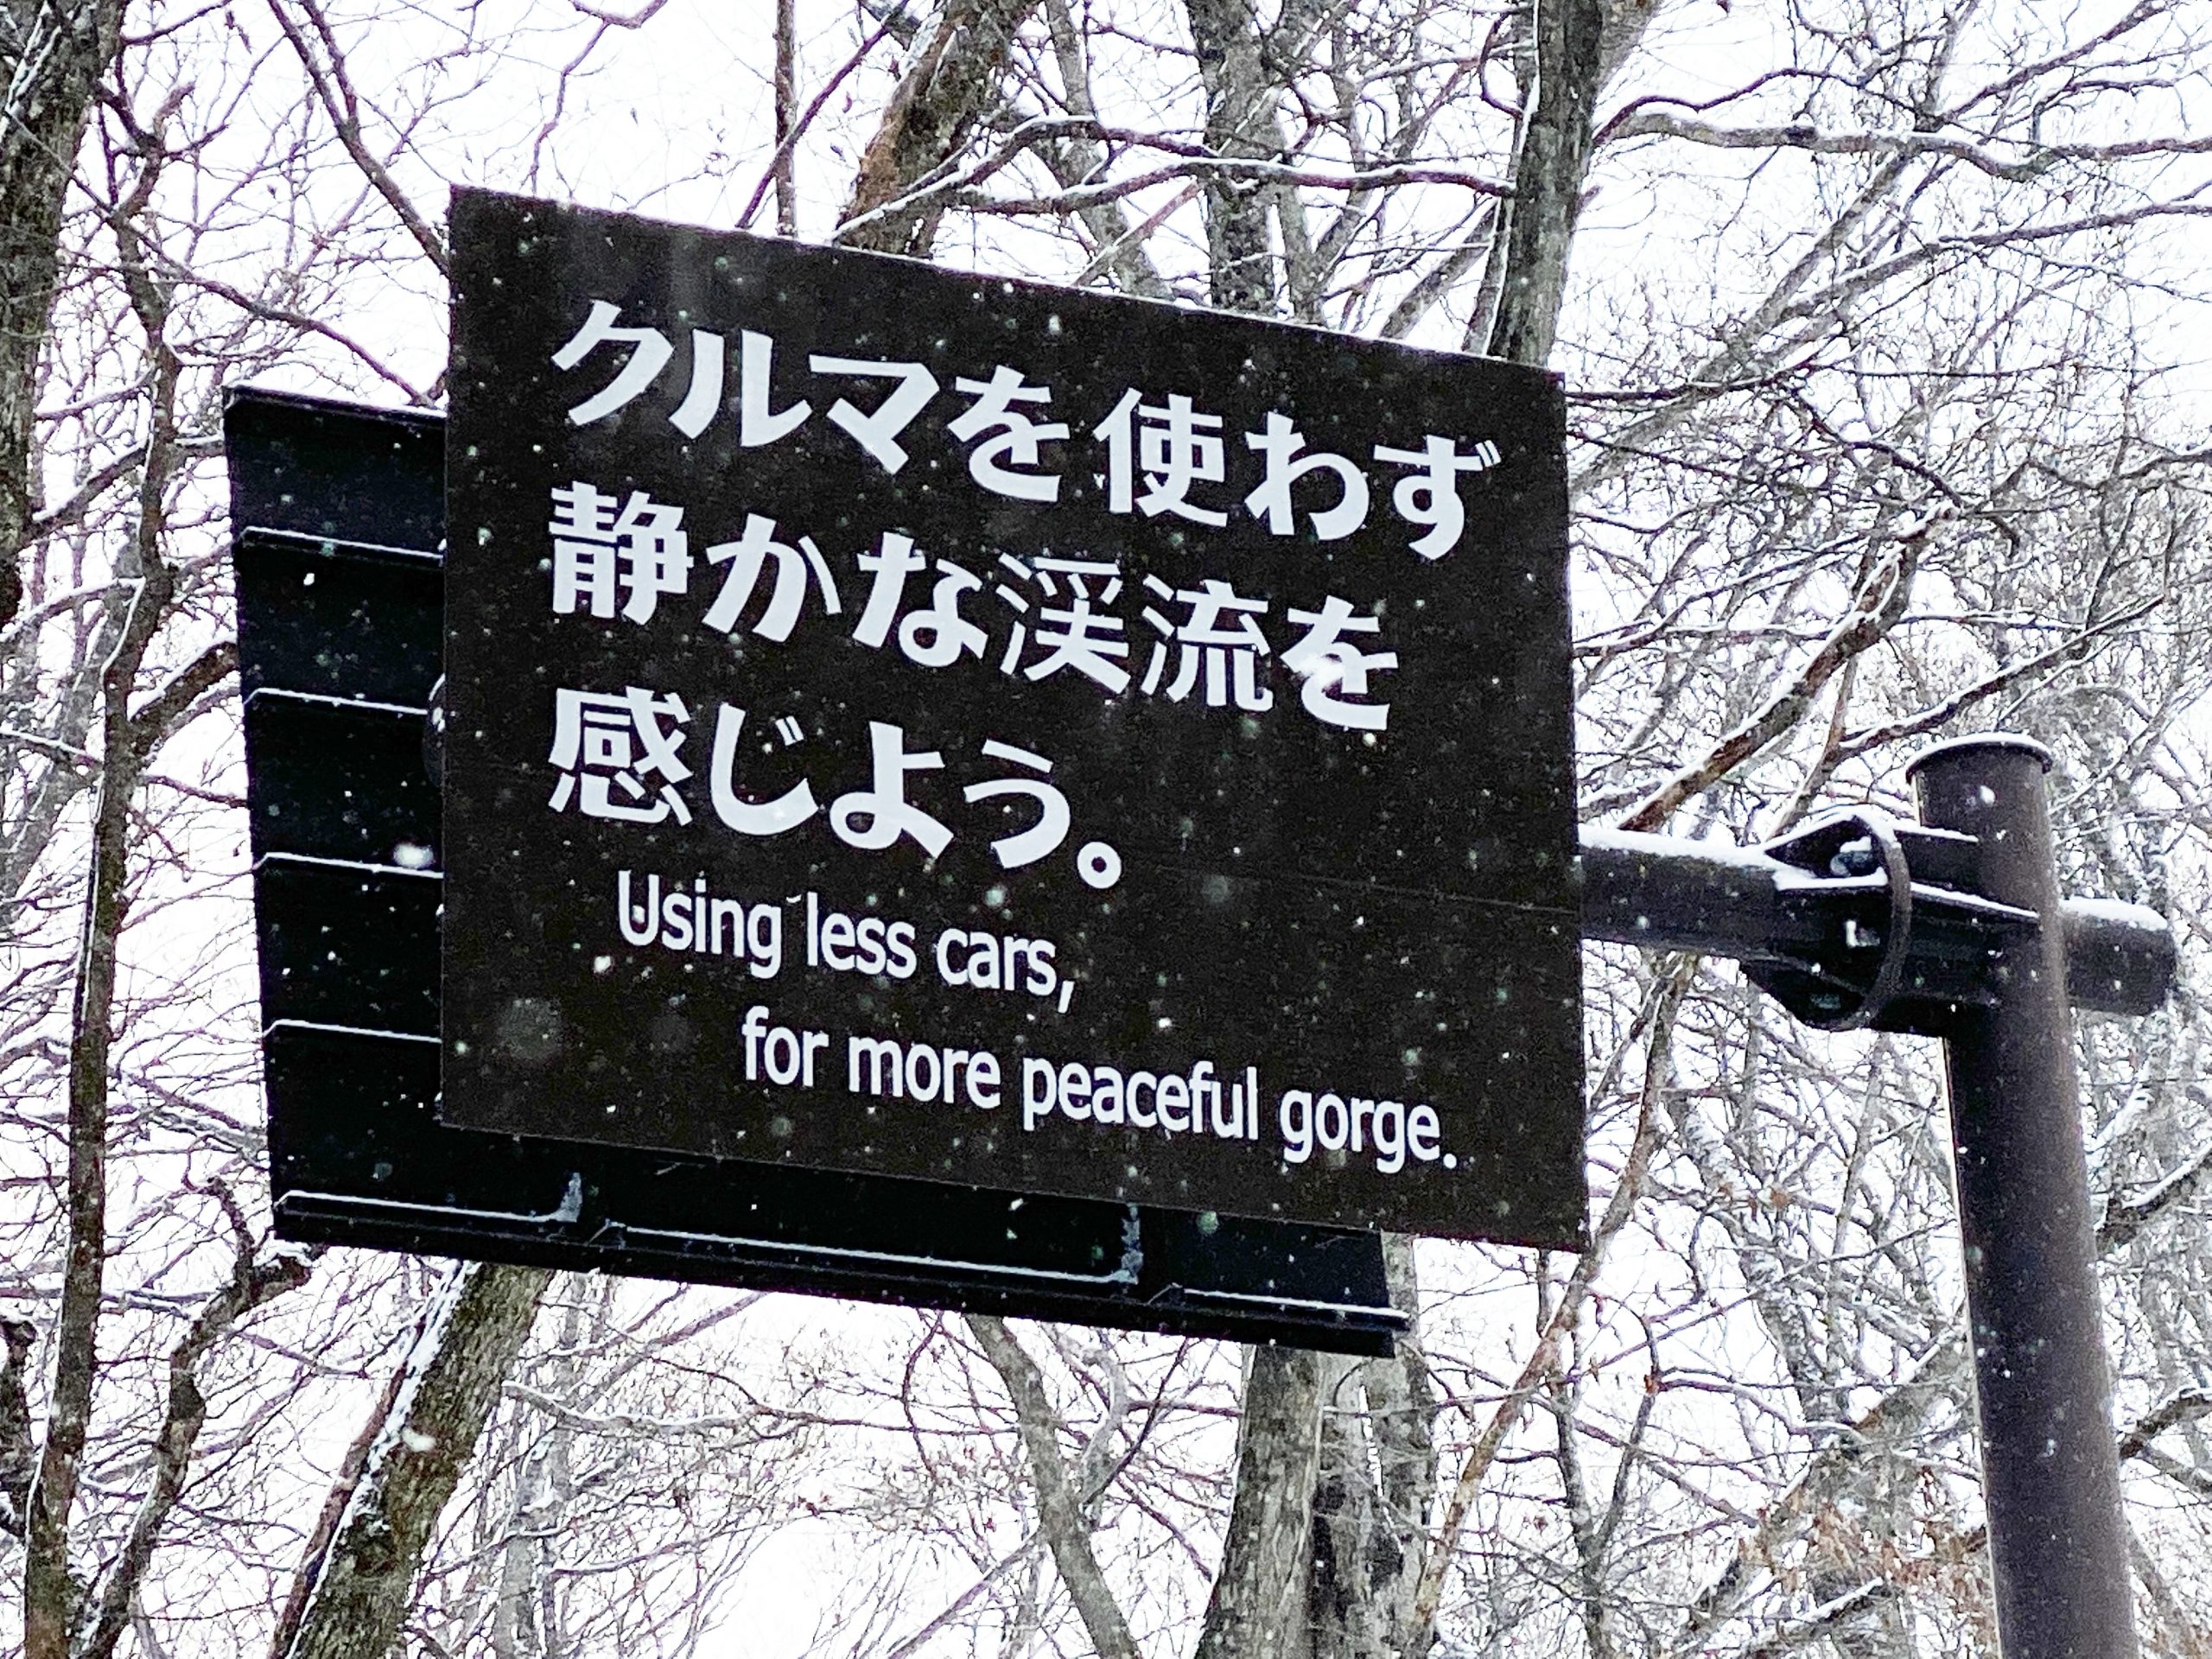 クルマを使わず
静かな渓流を
感じよう。
Using less cars,
for more peaceful gorge.